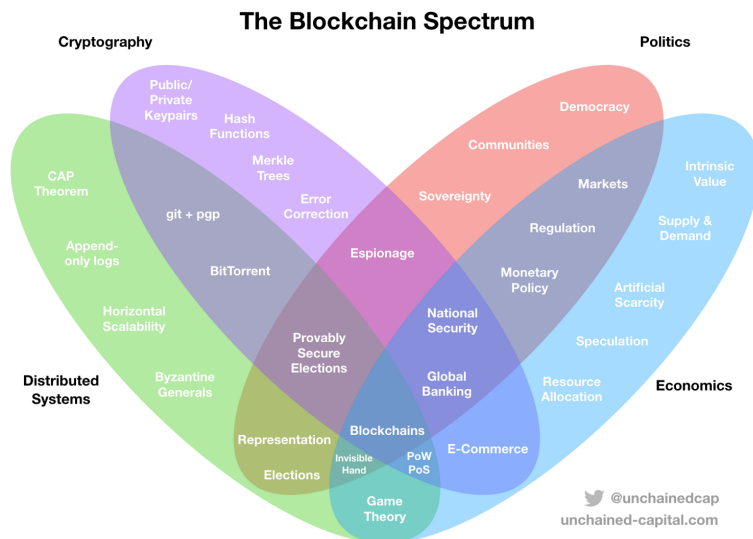 The Blockchain Spectrum
Cryptography
Politics
Public/
Private
Keypairs
Hash
Functions
Merkle
Trees
Error
Correction
Democracy
Communities
Sovereignty
Markets
Regulation
Monetary
Policy
Intrinsic
Value
Supply &
Demand
Artificial
Scarcity
Speculation
Resource
Allocation
CAP
Theorem
Append-
only logs
Horizontal
Scalability
Byzantine
Generals
git + pgp
BitTorrent
Espionage
National
Security
Provably
Secure
Elections
Global
Banking
Distributed
Systems
Economics
Representation
Elections
Blockchains
Invisible
Hand
PoW
PoS
E-Commerce
Game
Theory
@unchainedcap
unchained-capital.com